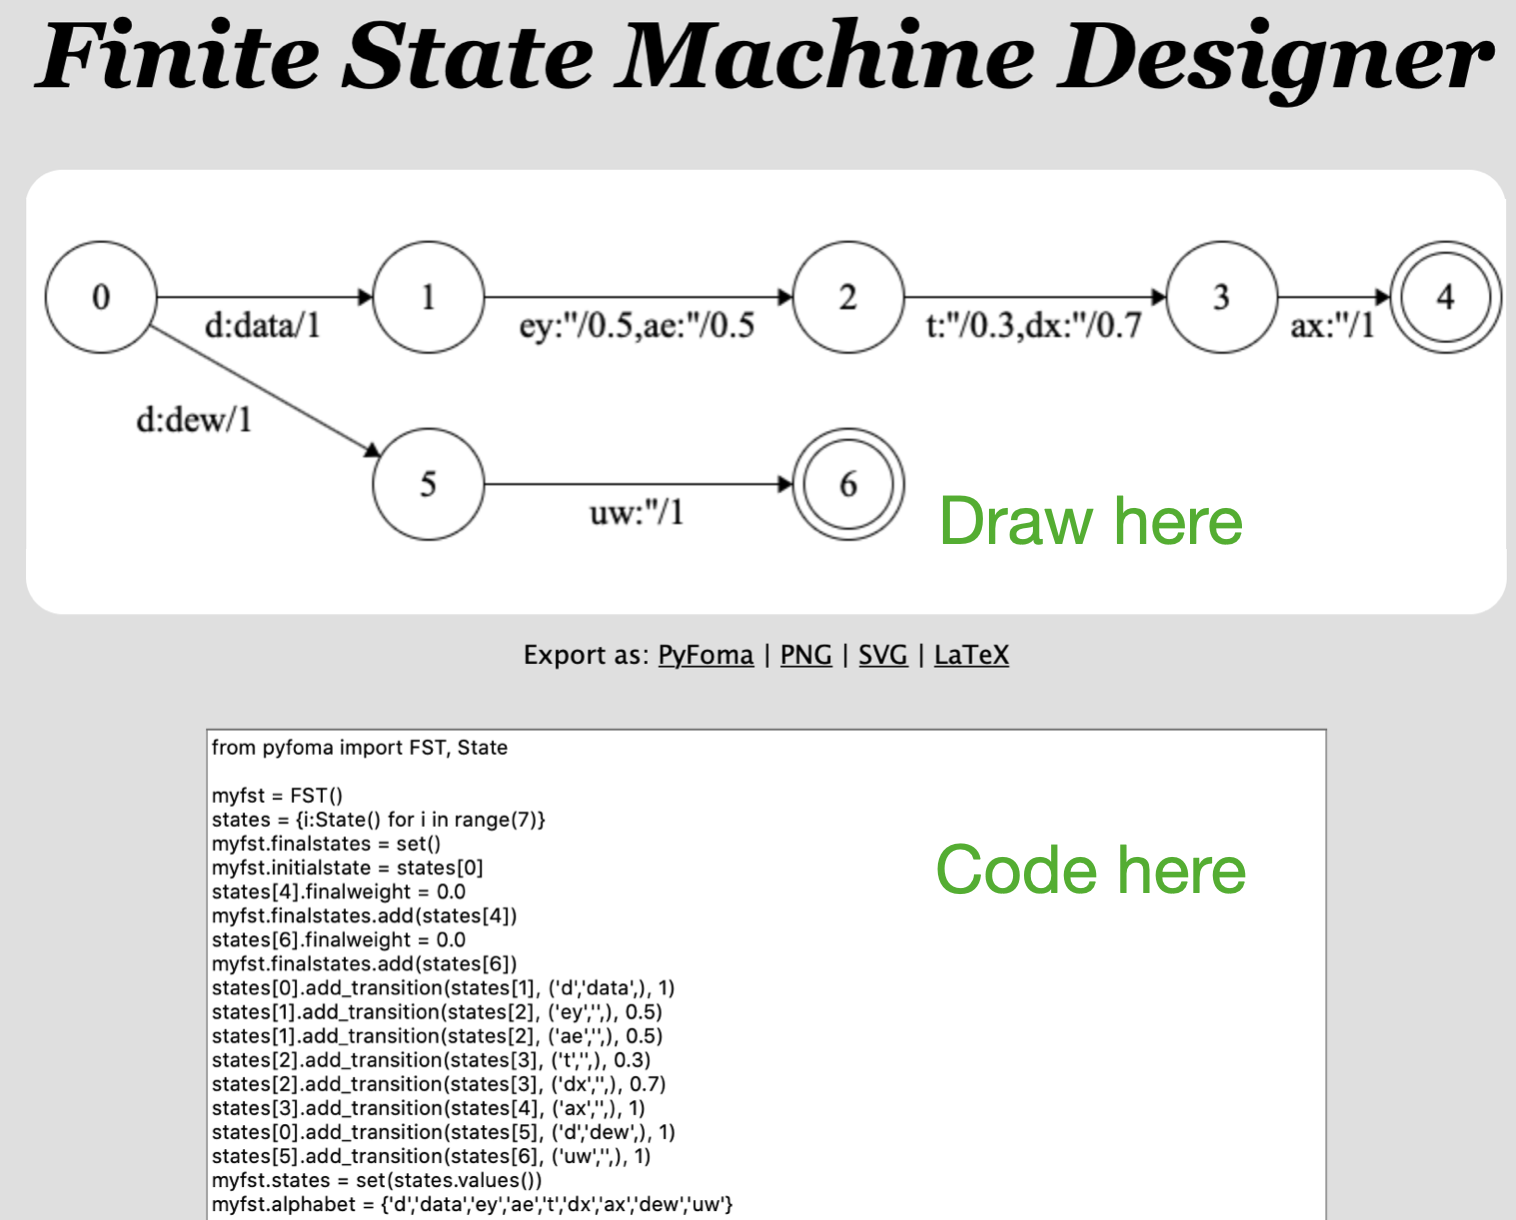 Finite State Machine Designer
0
1
2
3
4
d:data/1
ey:"/0.5,ae:"/0.5
t:"/0.3,dx:"/0.7
ax:"/1
d:dew/1
5
6
uw:"/1
Draw here
Export as: PyFoma | PNG | SVG | LaTeX
from pyfoma import FST, State
myfst = FST()
states = {i:State() for i in range(7)}
myfst.finalstates = set()
myfst.initialstate = states[0]
Code here
states[4].finalweight = 0.0
myfst.finalstates.add(states[4])
states[6].finalweight = 0.0
myfst.finalstates.add(states[6])
states[0].add_transition(states[1], ('d','data',), 1)
states[1].add_transition(states[2], ('ey','',), 0.5)
states[1].add_transition(states[2], ('ae','',), 0.5)
states[2].add_transition(states[3], ('t','',), 0.3)
states[2].add_transition(states[3], ('dx','',), 0.7)
states[3].add_transition(states[4], ('ax','',), 1)
states[0].add_transition(states[5], ('d','dew',), 1)
states[5].add_transition(states[6], ('uw','',), 1)
myfst.states = set(states.values())
myfst.alphabet = {'d','data','ey','ae','t','dx','ax','dew','uw'}